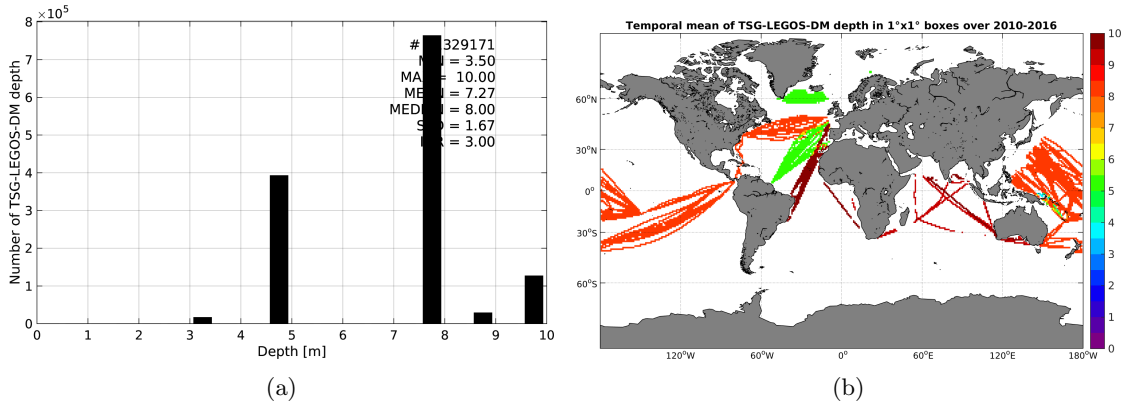 ×10⁵
8
7
6
5
4
3
2
1
0
Number of TSG-LEGOS-DM depth
# 329171
= 3.50
= 10.00
= 7.27
= 8.00
= 1.67
= 3.00
0 1 2 3 4 5 6 7 8 9 10
Depth [m]
(a)
Temporal mean of TSG-LEGOS-DM depth in 1°x1° boxes over 2010-2016
60°N
30°N
0°
30°S
60°S
120°W 60°W 0° 60°E 120°E 180°W
10
9
8
7
6
5
4
3
2
1
0
(b)